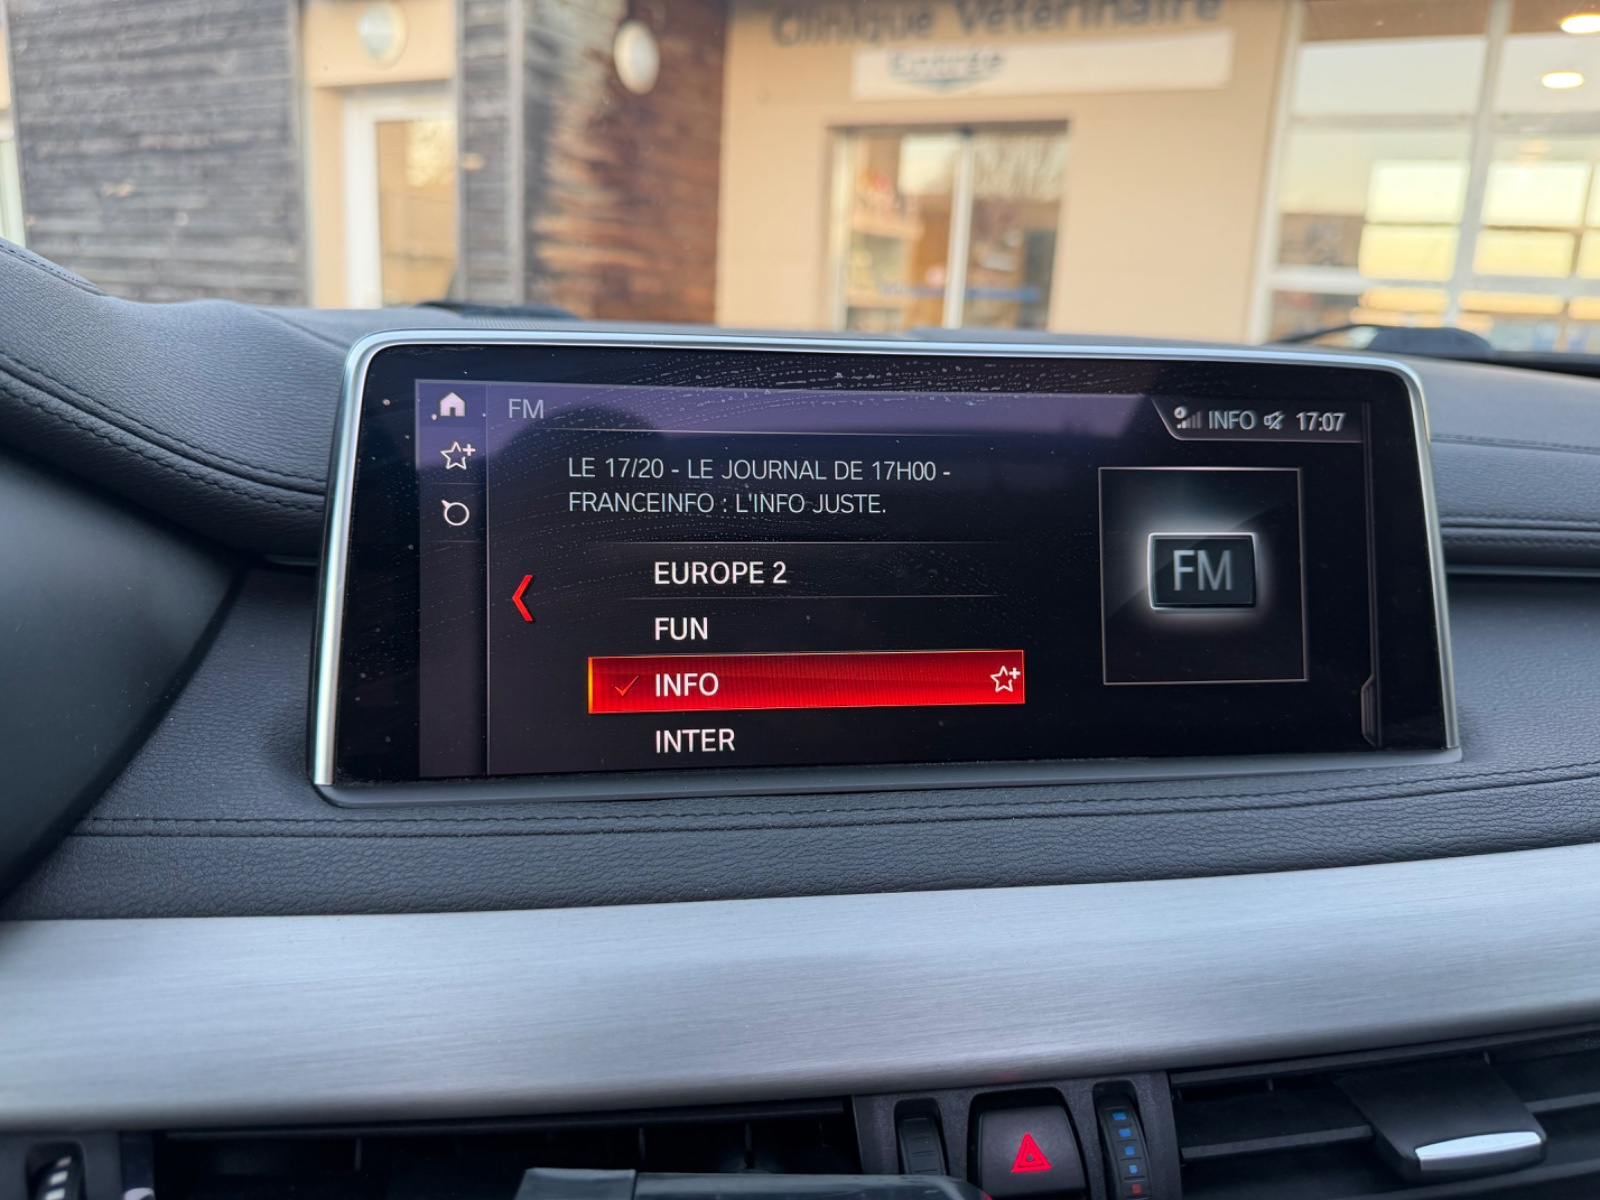 Clinique Vétérinaire
Entrée
FM
INFO 17:07
LE 17/20 - LE JOURNAL DE 17H00 -
FRANCEINFO : L'INFO JUSTE.
EUROPE 2
FUN
INFO
INTER
FM